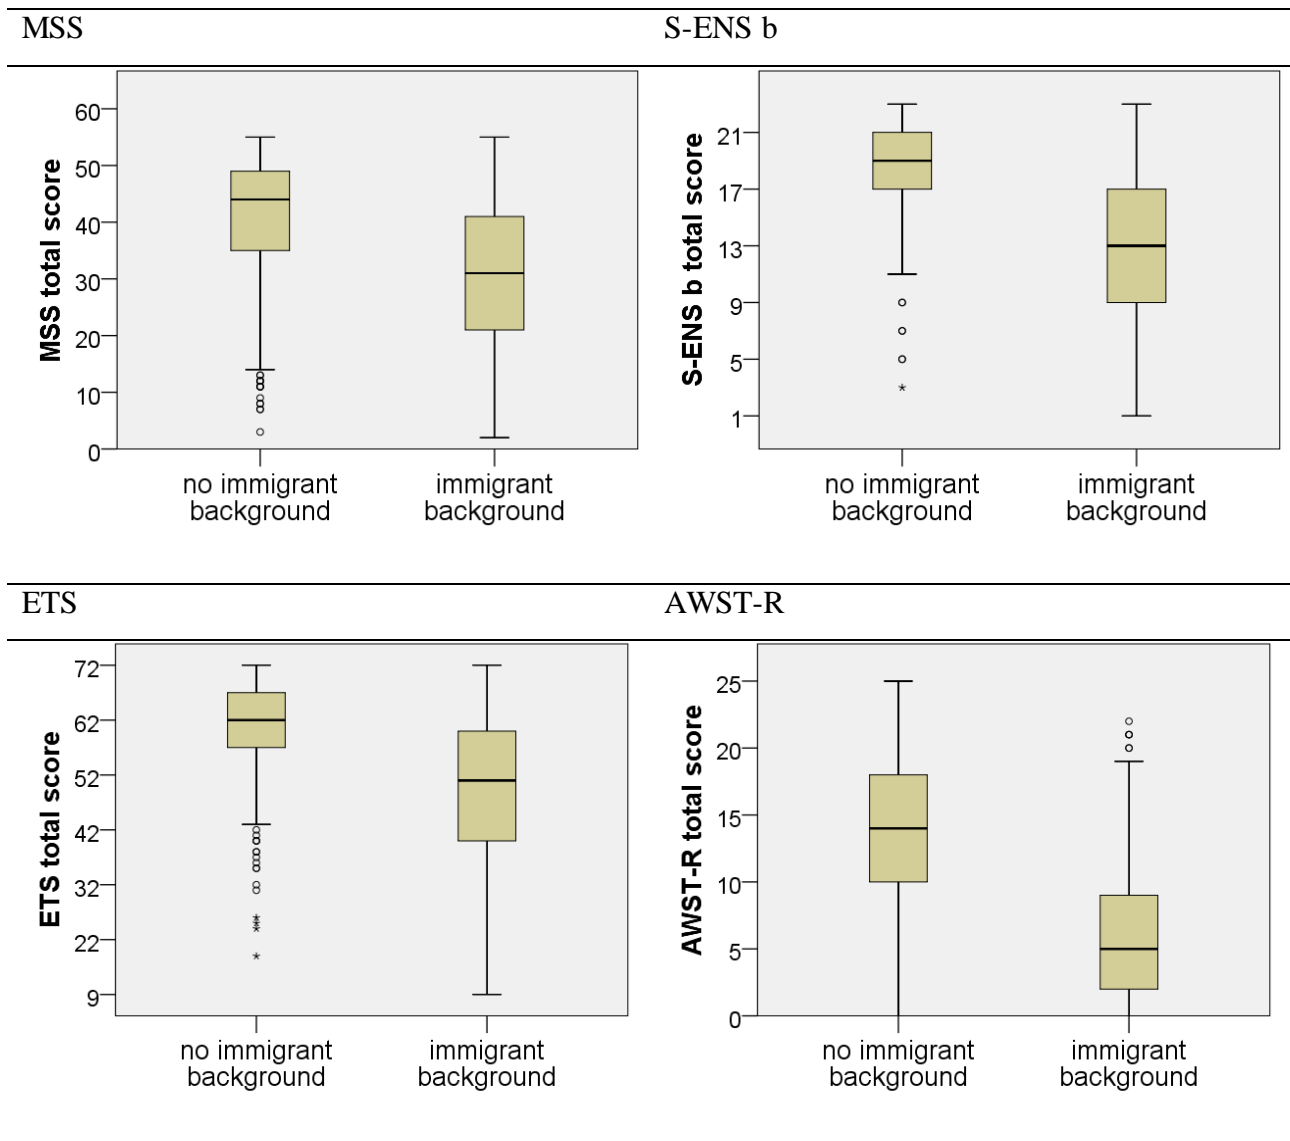 MSS
S-ENS b
MSS total score
60
50
40
30
20
10
0
no immigrant
background
immigrant
background
S-ENS b total score
21
17
13
9
5
1
no immigrant
background
immigrant
background
ETS
AWST-R
ETS total score
72
62
52
42
32
22
9
no immigrant
background
immigrant
background
AWST-R total score
25
20
15
10
5
0
no immigrant
background
immigrant
background